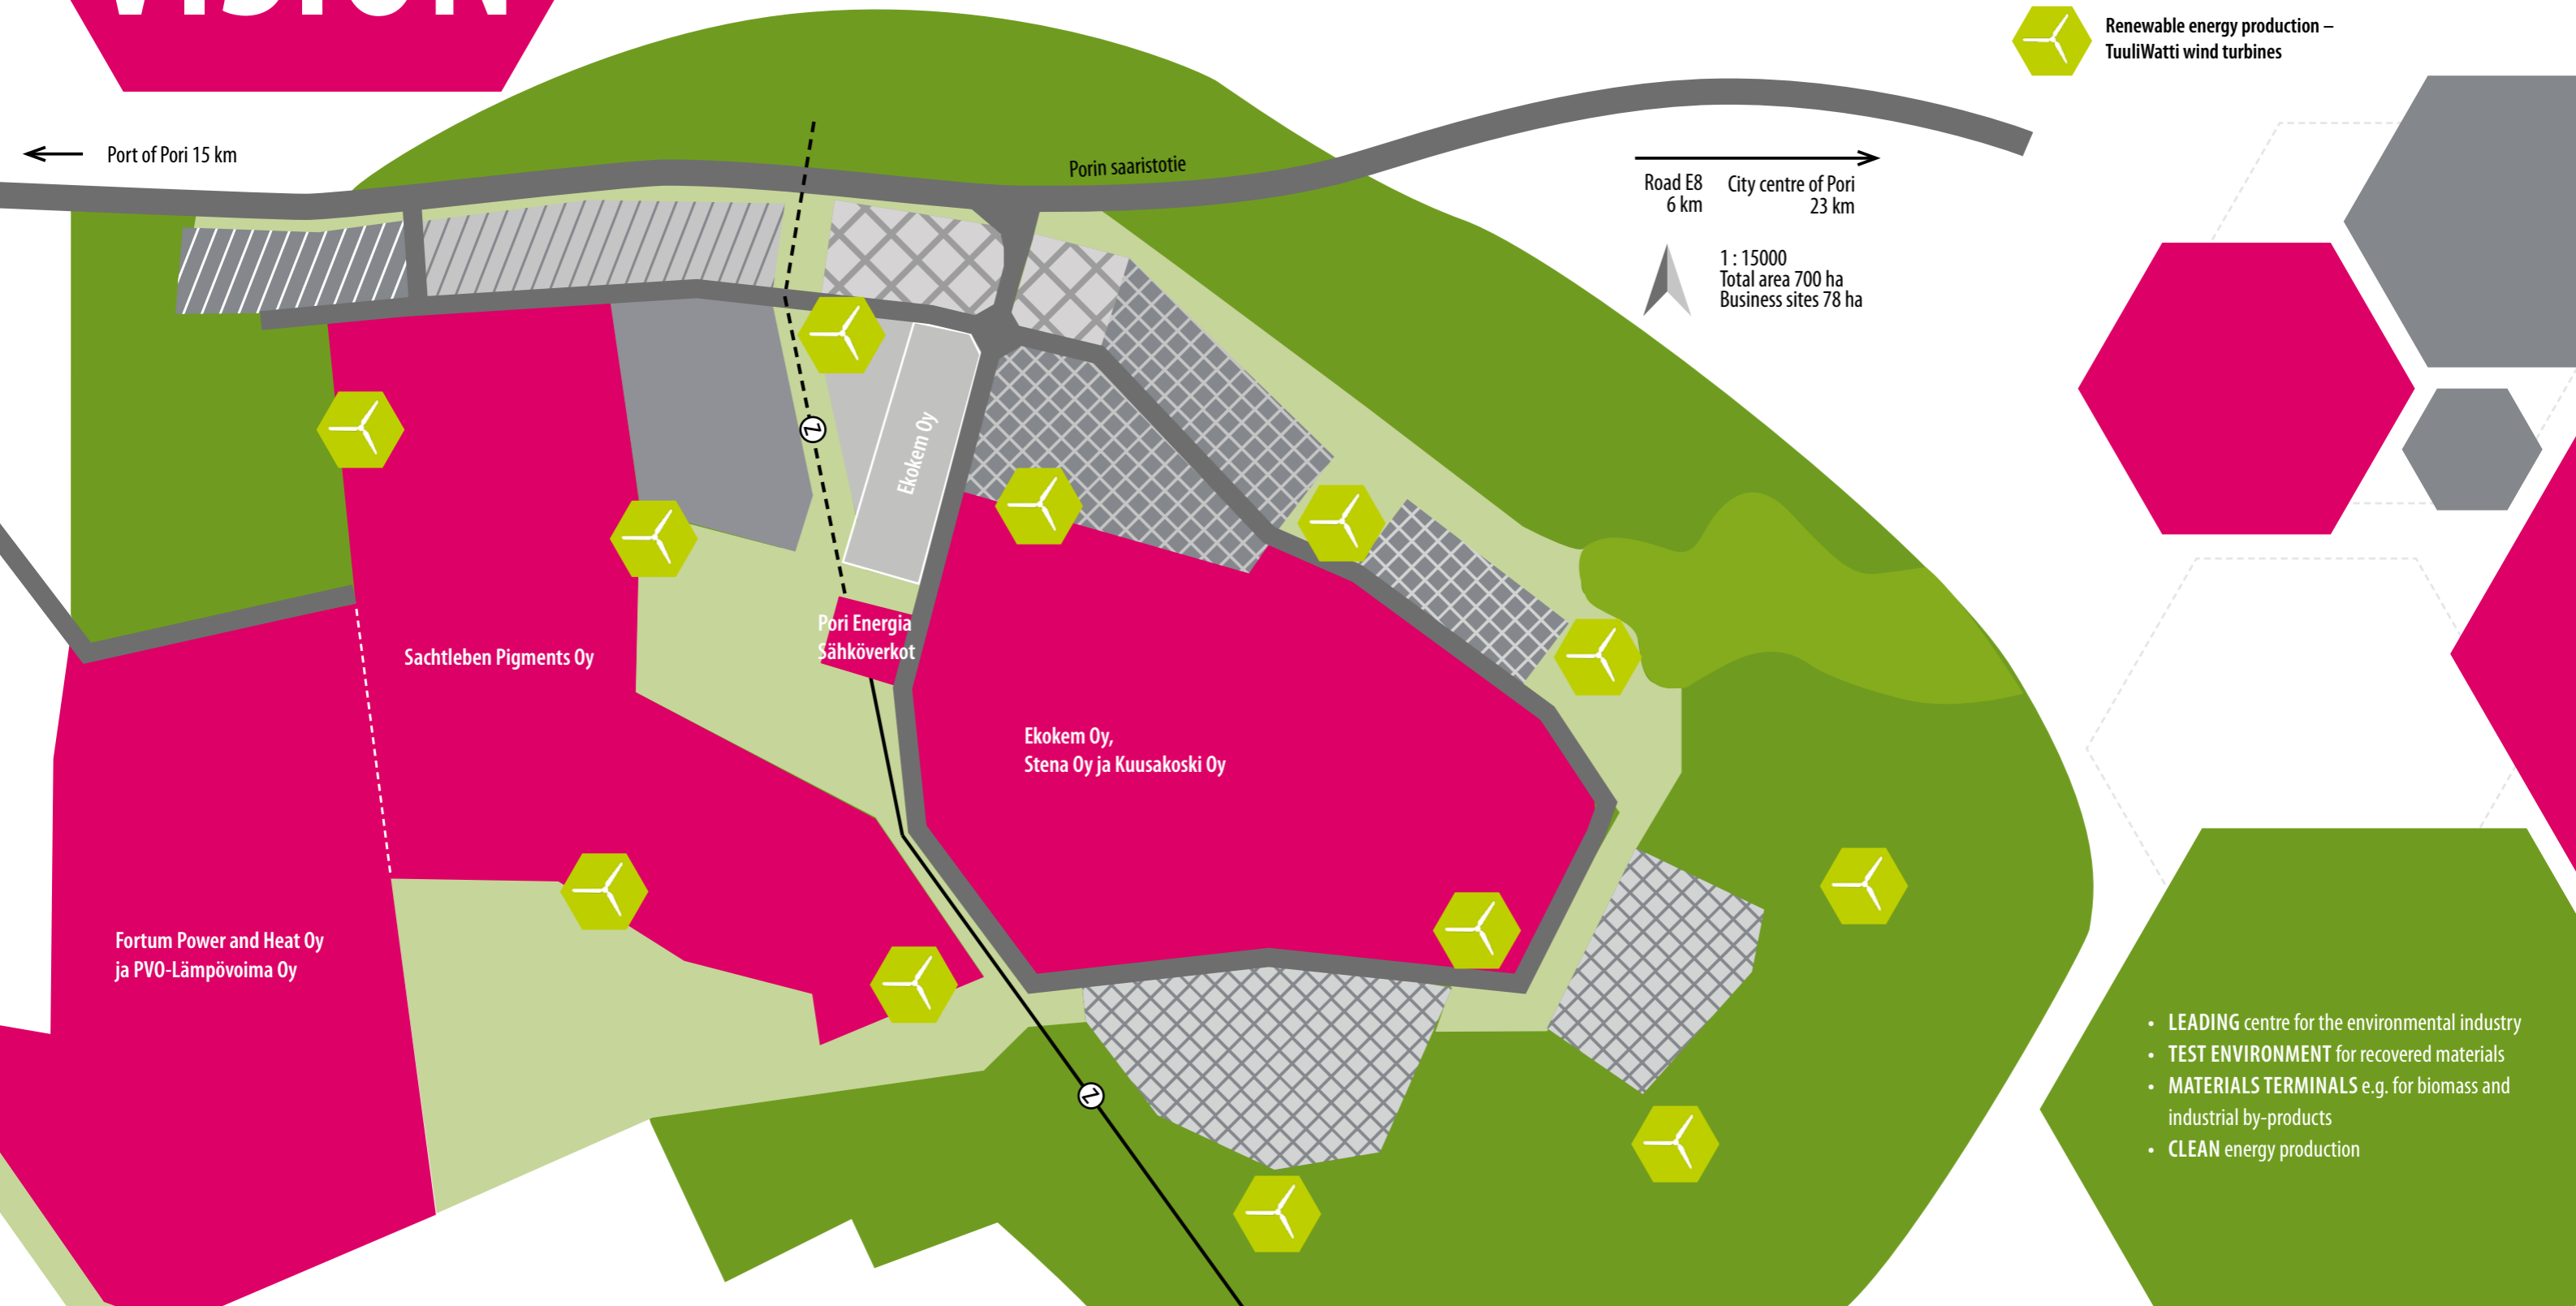 VISION
Renewable energy production –
TuuliWatti wind turbines
Port of Pori 15 km
Porin saaristotie
Road E8
6 km
City centre of Pori
23 km
1 : 15000
Total area 700 ha
Business sites 78 ha
Ekokem Oy
Pori Energia
Sähköverkot
Sachtleben Pigments Oy
Ekokem Oy,
Stena Oy ja Kuusakoski Oy
Fortum Power and Heat Oy
ja PVO-Lämpövoima Oy
• LEADING centre for the environmental industry
• TEST ENVIRONMENT for recovered materials
• MATERIALS TERMINALS e.g. for biomass and
industrial by-products
• CLEAN energy production